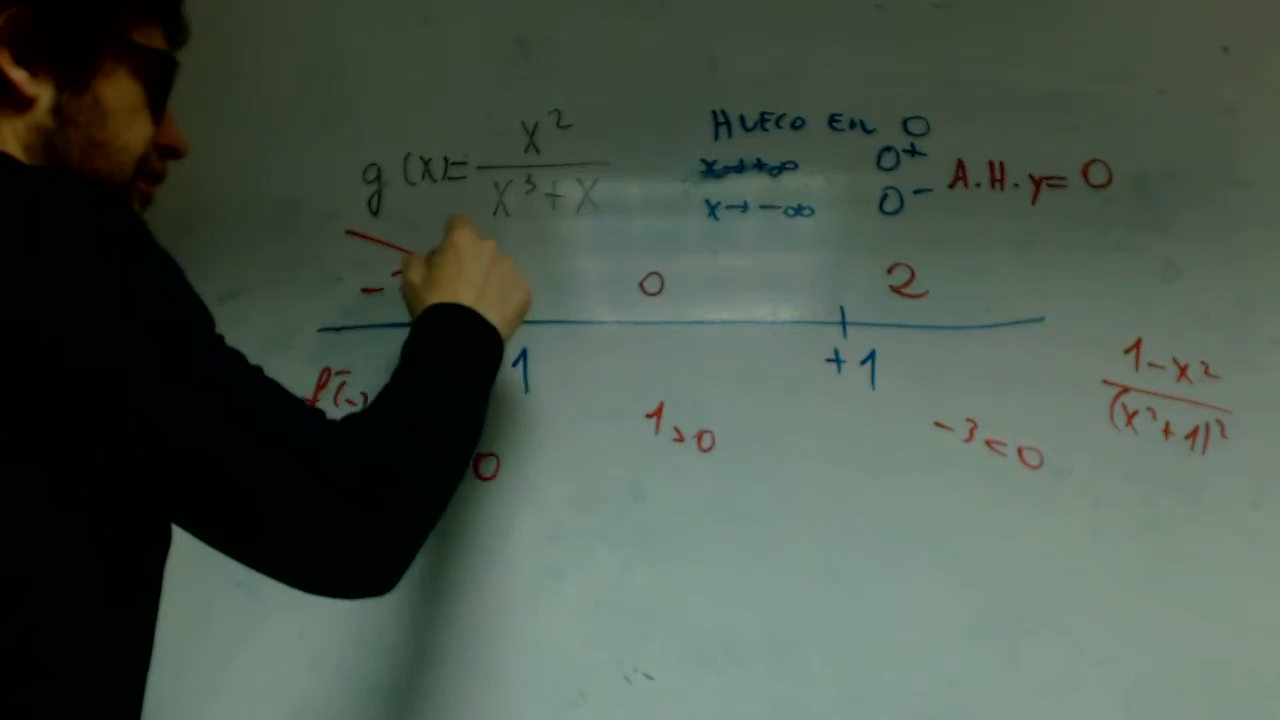 g(x)= x² / x³+x
HUECO EN 0
x→+∞ 0⁺
x→-∞ 0⁻
A.H. y=0
- 0 2
1 +1
1>0 -3<0
0
1-x² / (x²+1)²